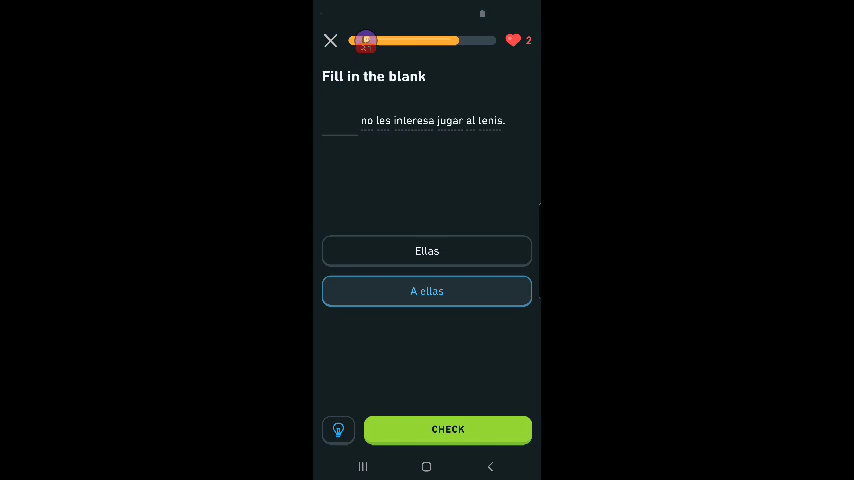 2
Fill in the blank
no les interesa jugar al tenis.
Ellas
A ellas
CHECK